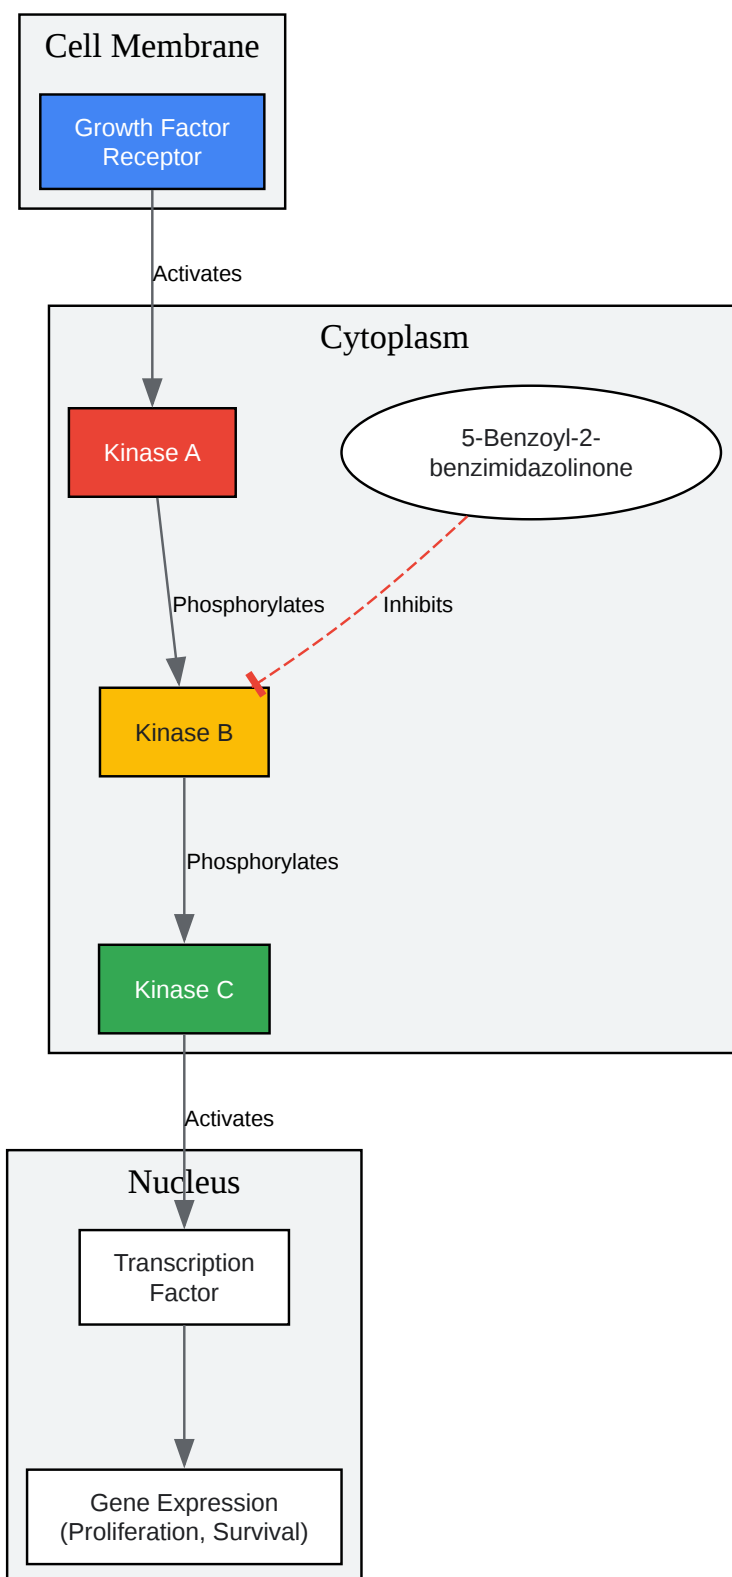 Cell Membrane
Growth Factor
Receptor
Activates
Cytoplasm
Kinase A
5-Benzoyl-2-
benzimidazolinone
Phosphorylates
Inhibits
Kinase B
Phosphorylates
Kinase C
Activates
Nucleus
Transcription
Factor
Gene Expression
(Proliferation, Survival)